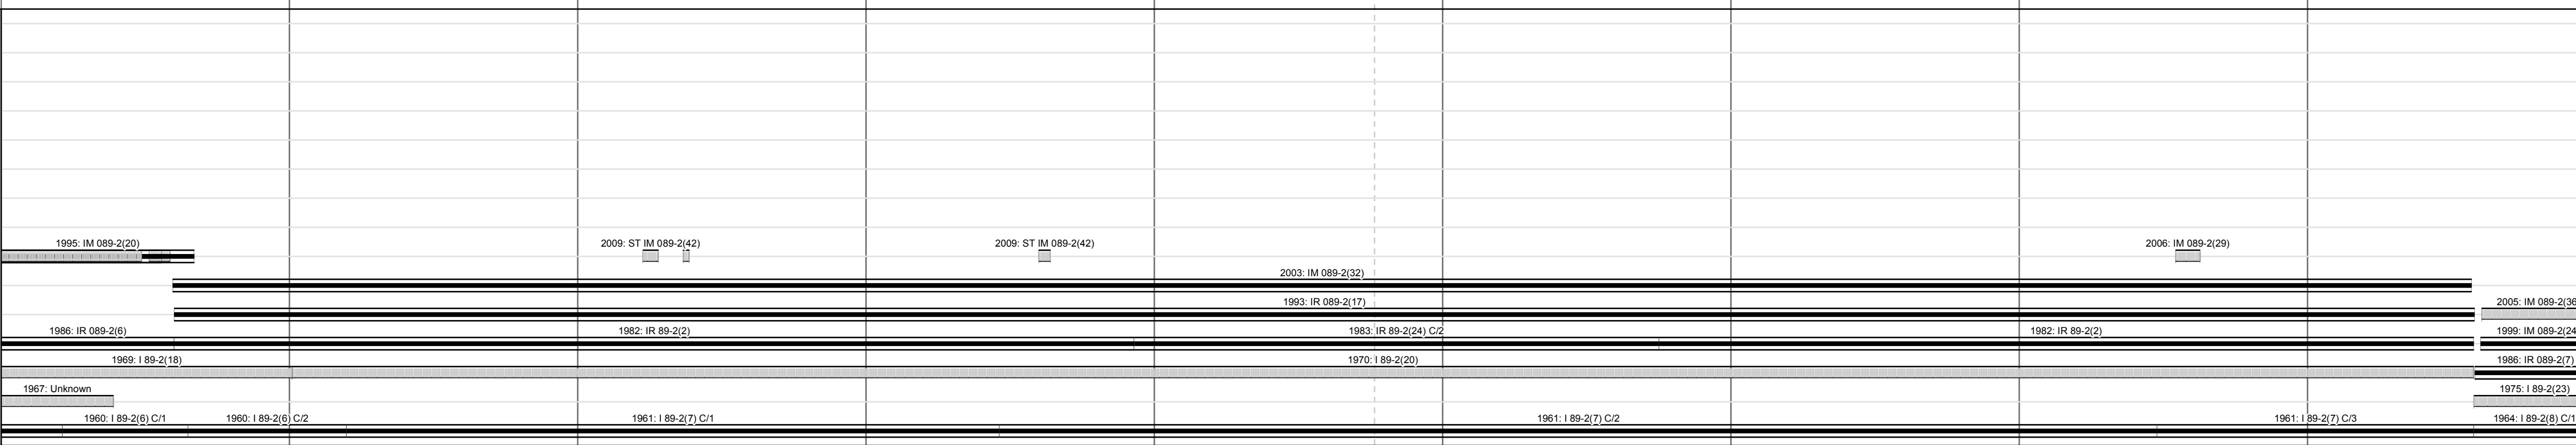 1995: IM 089-2(20) 2009: ST IM 089-2(42) 2009: ST IM 089-2(42) 2006: IM 089-2(29)
2003: IM 089-2(32)
1993: IR 089-2(17) 2005: IM 089-2(36
1986: IR 089-2(6) 1982: IR 89-2(2) 1983: IR 89-2(24) C/2 1982: IR 89-2(2) 1999: IM 089-2(24
1969: I 89-2(18) 1970: I 89-2(20) 1986: IR 089-2(7)
1967: Unknown 1975: I 89-2(23)
1960: I 89-2(6) C/1 1960: I 89-2(6) C/2 1961: I 89-2(7) C/1 1961: I 89-2(7) C/2 1961: I 89-2(7) C/3 1964: I 89-2(8) C/1